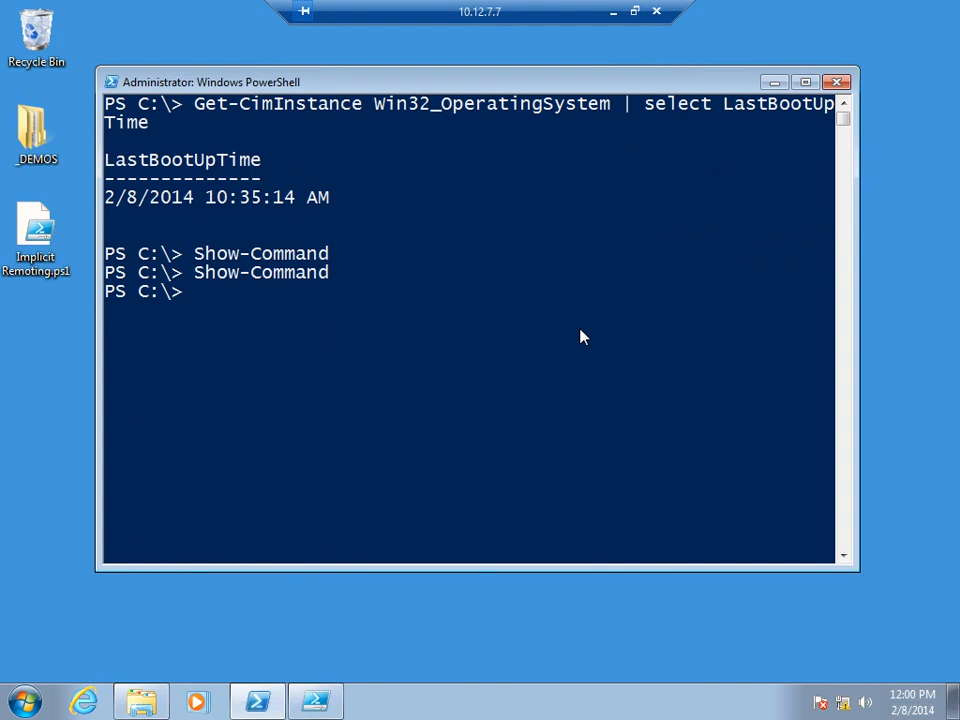 10.12.7.7
Recycle Bin
_DEMOS
Implicit
Remoting.ps1
Administrator: Windows PowerShell
PS C:\> Get-CimInstance Win32_OperatingSystem | select LastBootUp
Time
LastBootUpTime
--------------
2/8/2014 10:35:14 AM
PS C:\> Show-Command
PS C:\> Show-Command
PS C:\>
12:00 PM
2/8/2014